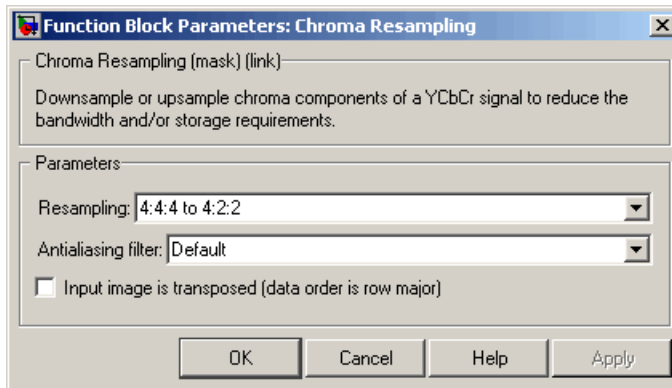 Function Block Parameters: Chroma Resampling
Chroma Resampling (mask) (link)
Downsample or upsample chroma components of a YCbCr signal to reduce the
bandwidth and/or storage requirements.
Parameters
Resampling: 4:4:4 to 4:2:2
Antialiasing filter: Default
Input image is transposed (data order is row major)
OK Cancel Help Apply